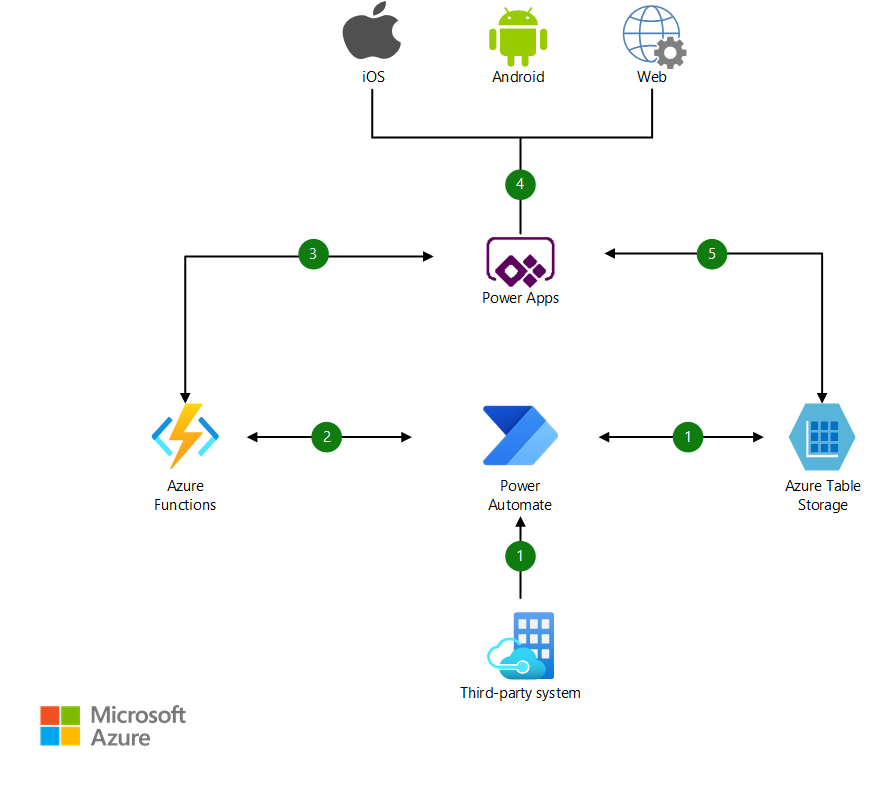 iOS
Android
Web
4
3
5
Power Apps
2
1
Azure
Functions
Power
Automate
Azure Table
Storage
1
Third-party system
Microsoft
Azure